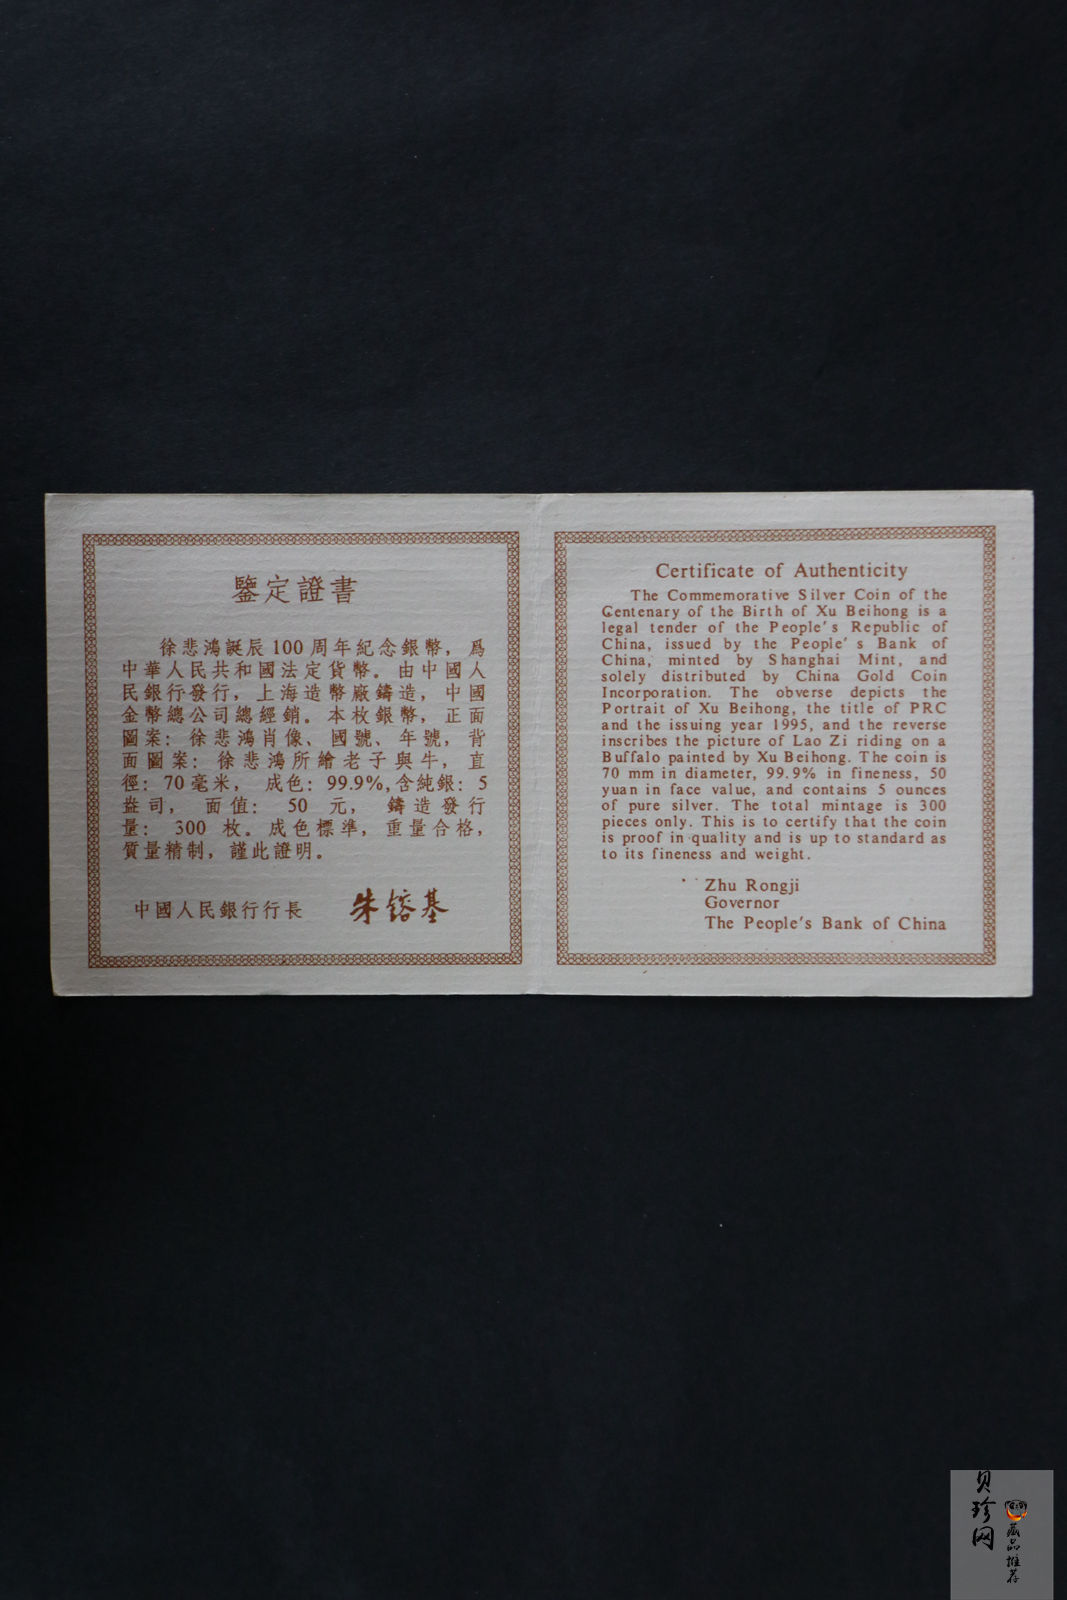 鑒定證書
徐悲鴻誕辰100周年紀念銀幣，爲
中華人民共和國法定貨幣。由中國人
民銀行發行，上海造幣廠鑄造，中國
金幣總公司總經銷。本枚銀幣，正面
圖案：徐悲鴻肖像、國號、年號，背
面圖案：徐悲鴻所繪老子與牛，直
徑：70毫米，成色：99.9%,含純銀：5
盎司，面值：50元，鑄造發行
量：300枚。成色標準，重量合格，
質量精制，謹此證明。
中國人民銀行行長 朱鎔基
Certificate of Authenticity
The Commemorative Silver Coin of the
Centenary of the Birth of Xu Beihong is a
legal tender of the People's Republic of
China, issued by the People's Bank of
China, minted by Shanghai Mint, and
solely distributed by China Gold Coin
Incorporation. The obverse depicts the
Portrait of Xu Beihong, the title of PRC
and the issuing year 1995, and the reverse
inscribes the picture of Lao Zi riding on a
Buffalo painted by Xu Beihong. The coin is
70 mm in diameter, 99.9% in fineness, 50
yuan in face value, and contains 5 ounces
of pure silver. The total mintage is 300
pieces only. This is to certify that the coin
is proof in quality and is up to standard as
to its fineness and weight.
Zhu Rongji
Governor
The People's Bank of China
贝珍网
藏品推荐